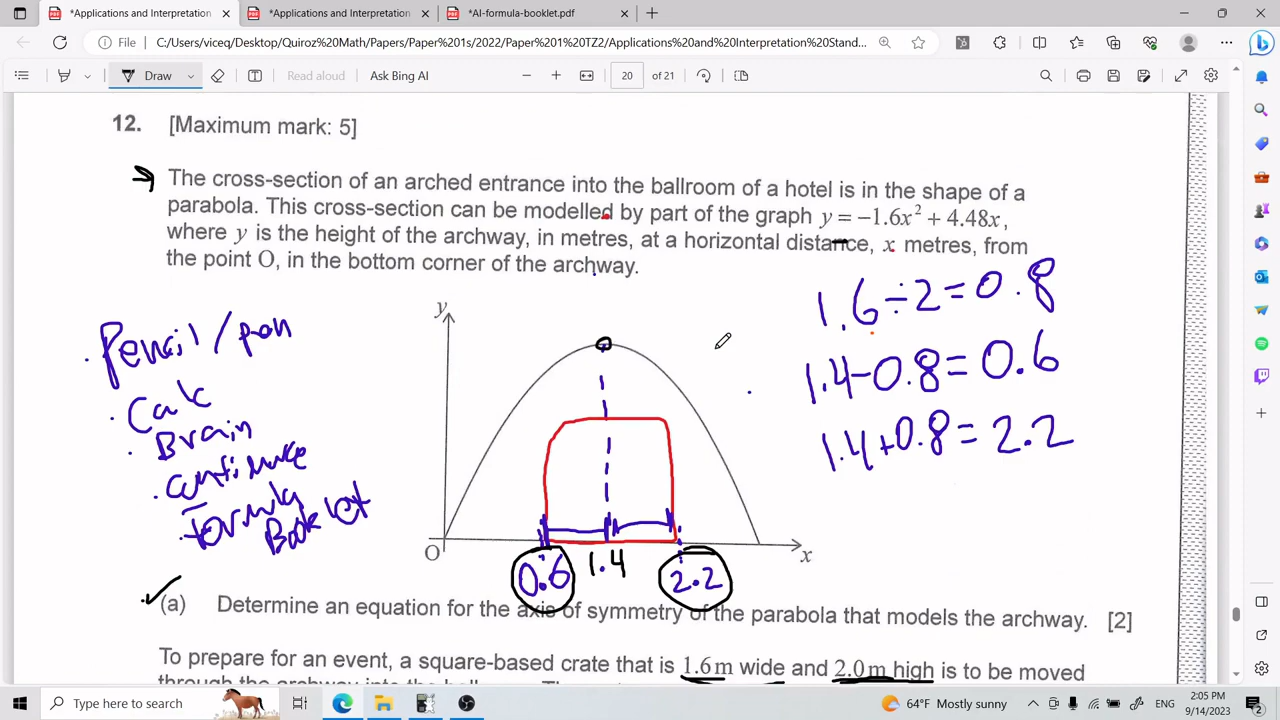 *Applications and Interpretation
*Applications and Interpretation
*AI-formula-booklet.pdf
File
C:/Users/viceq/Desktop/Quiroz%20Math/Papers/Paper%201s/2022/Paper%201%20TZ2/Applications%20and%20Interpretation%20Stand...
Draw
Read aloud
Ask Bing AI
20
of 21
12. [Maximum mark: 5]
The cross-section of an arched entrance into the ballroom of a hotel is in the shape of a
parabola. This cross-section can be modelled by part of the graph y = −1.6x² + 4.48x,
where y is the height of the archway, in metres, at a horizontal distance, x metres, from
the point O, in the bottom corner of the archway.
1.6÷2=0.8
1.4-0.8=0.6
1.4+0.8=2.2
Pencil/pen
Calc
Brain
Formula
Booklet
y
O
x
0.6
1.4
2.2
(a) Determine an equation for the axis of symmetry of the parabola that models the archway. [2]
To prepare for an event, a square-based crate that is 1.6 m wide and 2.0 m high is to be moved
through the archway into the
Type here to search
64°F Mostly sunny
ENG
2:05 PM
9/14/2023
2